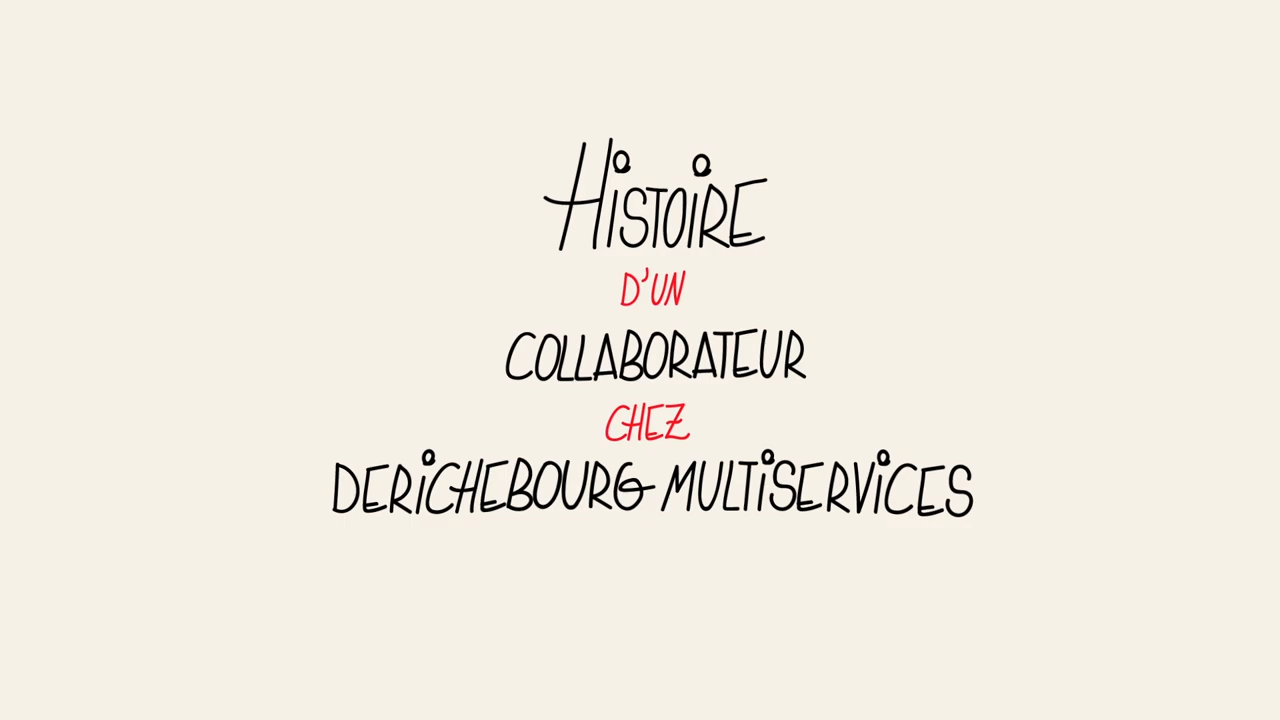 HiSTOiRE
D'UN
COLLABORATEUR
CHEZ
DERiCHEBOURG MULTiSERViCES